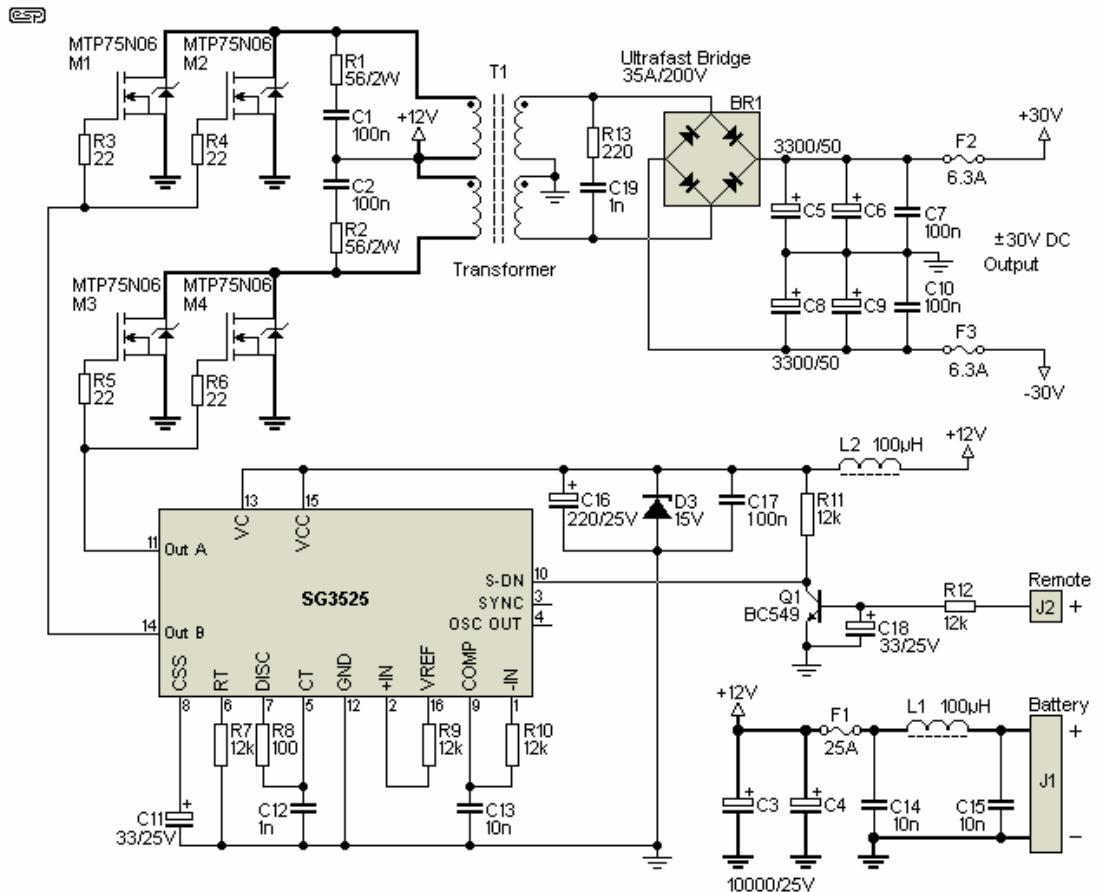 esp
MTP75N06
M1
MTP75N06
M2
R3
22
R4
22
R1
56/2W
C1
100n
+12V
C2
100n
R2
56/2W
T1
Transformer
R13
220
C19
1n
Ultrafast Bridge
35A/200V
BR1
3300/50
C5
C6
C7
100n
F2
6.3A
+30V
±30V DC
Output
C8
C9
C10
100n
3300/50
F3
6.3A
-30V
+
+
+
+
MTP75N06
M3
MTP75N06
M4
R5
22
R6
22
L2 100µH
+12V
+
C16
220/25V
D3
15V
C17
100n
R11
12k
13
VC
15
VCC
11
Out A
14
Out B
SG3525
S-DN
10
SYNC
3
OSC OUT
4
CSS
8
RT
6
DISC
7
CT
5
GND
12
+IN
2
VREF
16
COMP
9
-IN
1
Q1
BC549
+
C18
33/25V
R12
12k
Remote
J2
+
R7
12k
R8
100
R9
12k
R10
12k
C11
33/25V
+
C12
1n
C13
10n
+12V
F1
25A
L1 100µH
Battery
+
J1
-
+
C3
+
C4
10000/25V
C14
10n
C15
10n